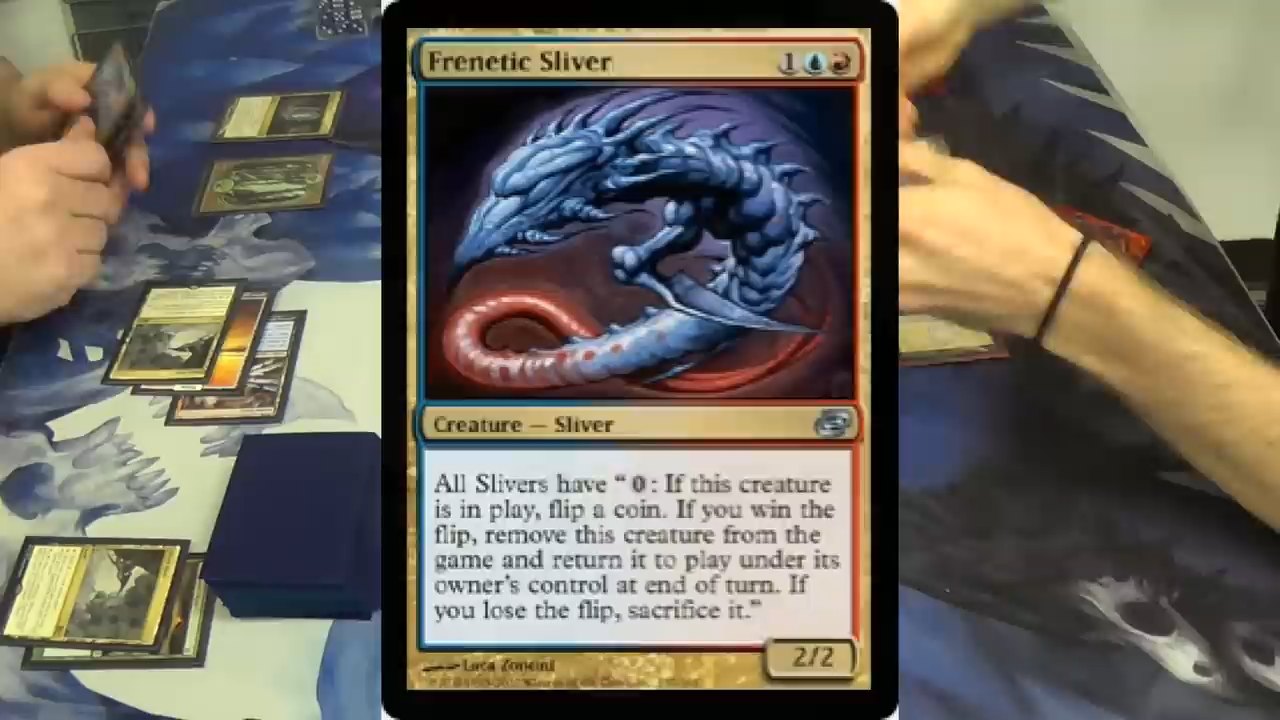 Frenetic Sliver 1
Creature — Sliver
All Slivers have “ 0: If this creature
is in play, flip a coin. If you win the
flip, remove this creature from the
game and return it to play under its
owner's control at end of turn. If
you lose the flip, sacrifice it.”
2/2